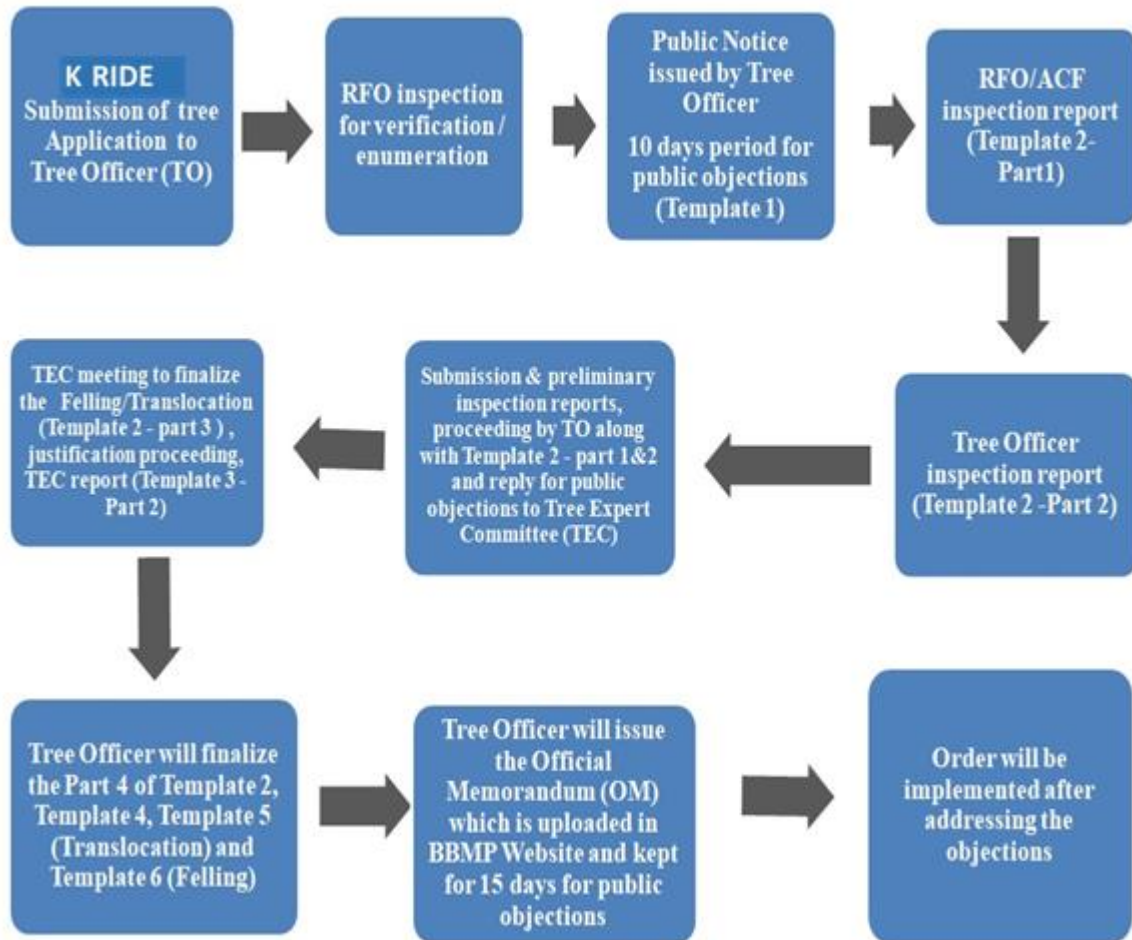 K RIDE
Submission of tree
Application to
Tree Officer (TO)
RFO inspection
for verification /
enumeration
Public Notice
issued by Tree
Officer
10 days period for
public objections
(Template 1)
RFO/ACF
inspection report
(Template 2-
Part1)
Tree Officer
inspection report
(Template 2 -Part 2)
Submission & preliminary
inspection reports,
proceeding by TO along
with Template 2 - part 1&2
and reply for public
objections to Tree Expert
Committee (TEC)
TEC meeting to finalize
the Felling/Translocation
(Template 2 - part 3 ) ,
justification proceeding,
TEC report (Template 3 -
Part 2)
Tree Officer will finalize
the Part 4 of Template 2,
Template 4, Template 5
(Translocation) and
Template 6 (Felling)
Tree Officer will issue
the Official
Memorandum (OM)
which is uploaded in
BBMP Website and kept
for 15 days for public
objections
Order will be
implemented after
addressing the
objections